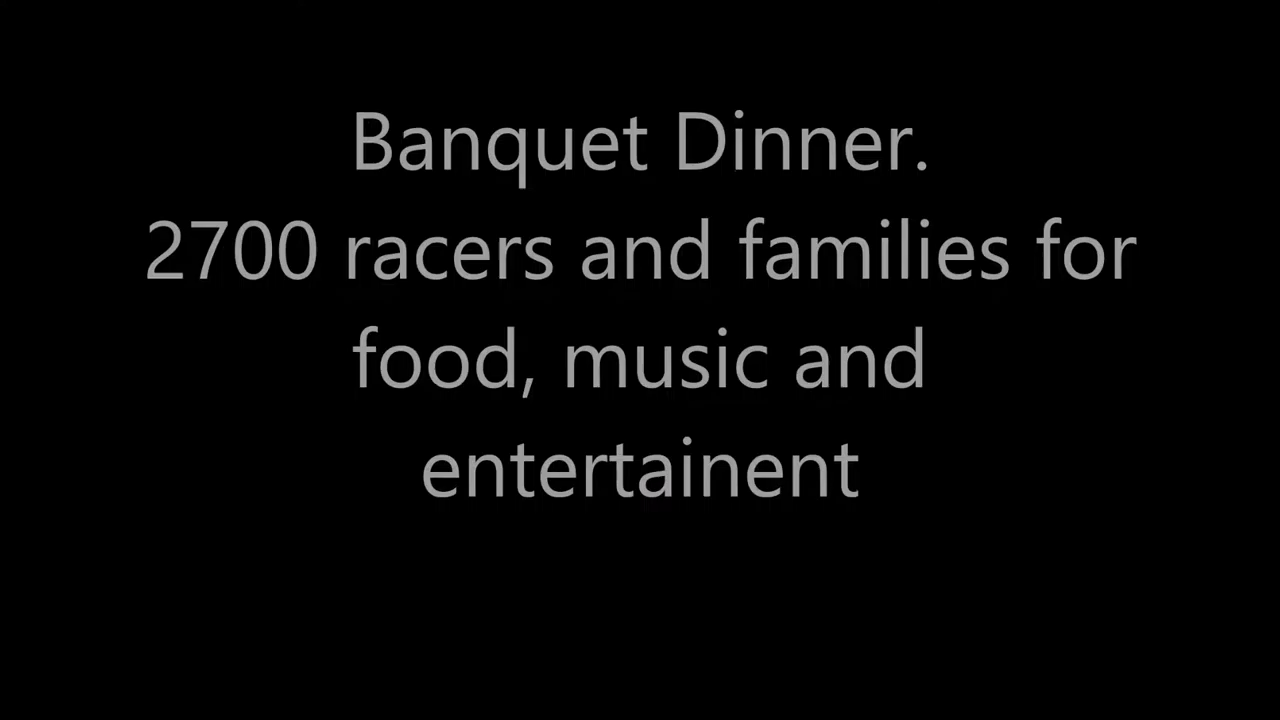 Banquet Dinner.
2700 racers and families for
food, music and
entertainent